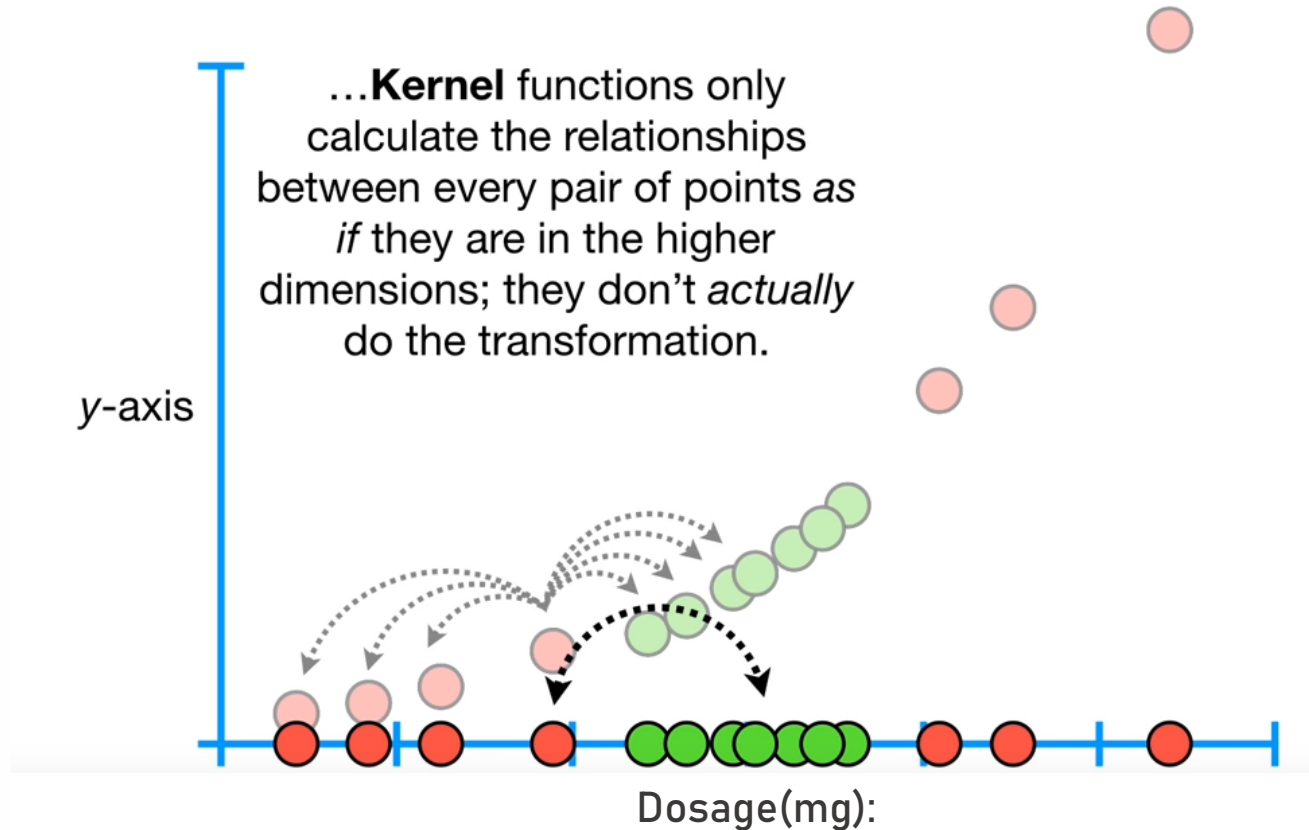 ...Kernel functions only
calculate the relationships
between every pair of points as
if they are in the higher
dimensions; they don't actually
do the transformation.
y-axis
Dosage(mg):